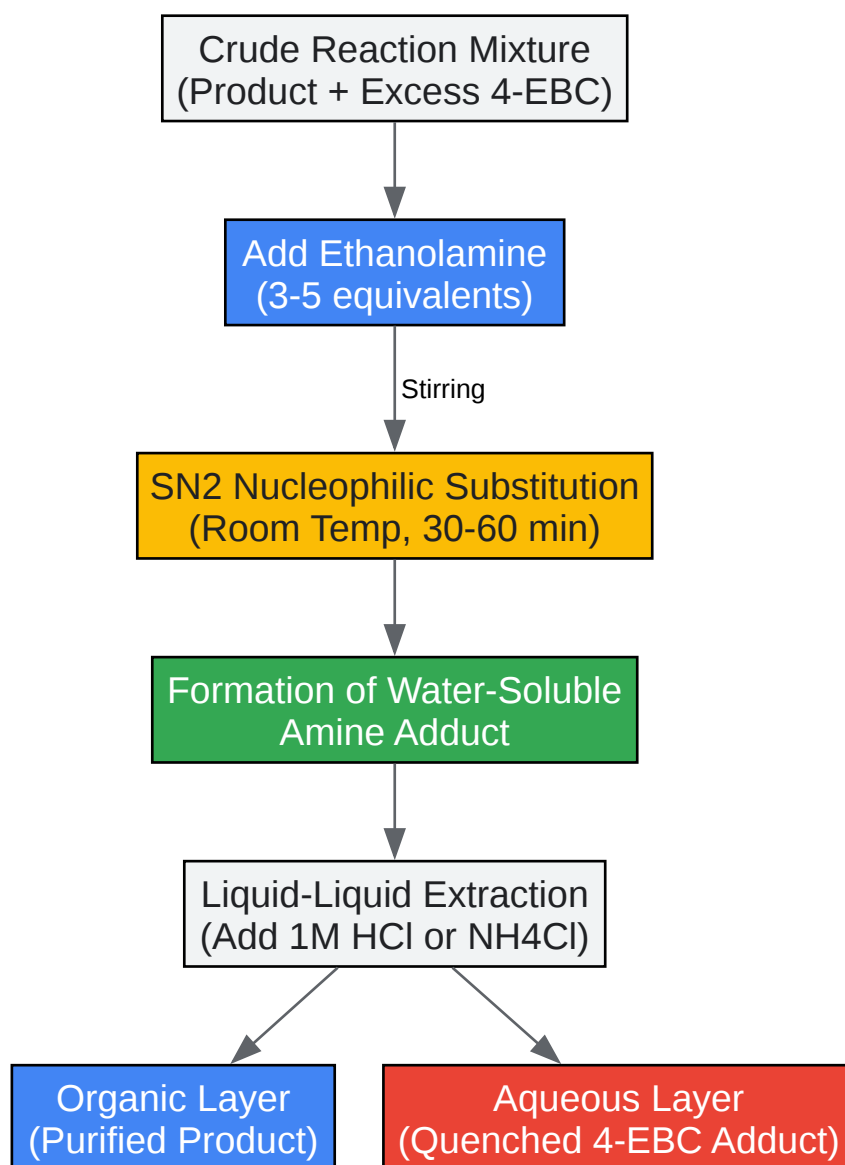 Crude Reaction Mixture
(Product + Excess 4-EBC)
Add Ethanolamine
(3-5 equivalents)
Stirring
SN2 Nucleophilic Substitution
(Room Temp, 30-60 min)
Formation of Water-Soluble
Amine Adduct
Liquid-Liquid Extraction
(Add 1M HCl or NH4Cl)
Organic Layer
(Purified Product)
Aqueous Layer
(Quenched 4-EBC Adduct)